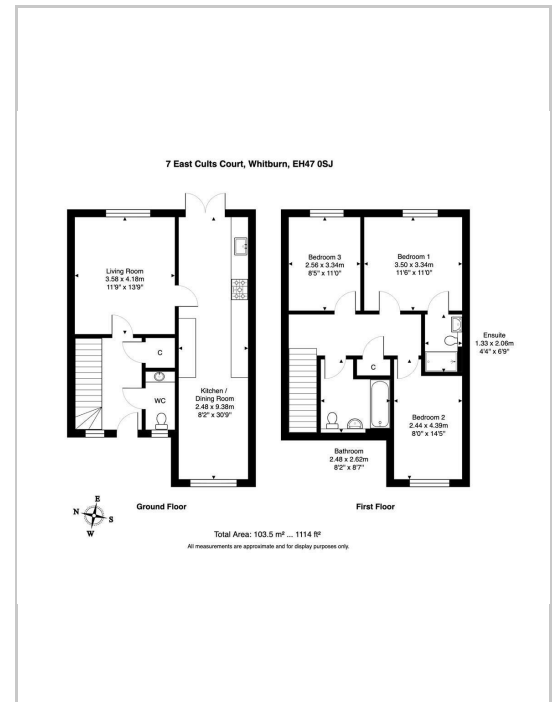 7 East Cults Court, Whitburn, EH47 0SJ
Living Room
3.58 x 4.18m
11'9" x 13'9"
C
WC
Kitchen /
Dining Room
2.48 x 9.38m
8'2" x 30'9"
Ground Floor
Bedroom 3
2.56 x 3.34m
8'5" x 11'0"
Bedroom 1
3.50 x 3.34m
11'6" x 11'0"
Ensuite
1.33 x 2.06m
4'4" x 6'9"
C
Bedroom 2
2.44 x 4.39m
8'0" x 14'5"
Bathroom
2.48 x 2.62m
8'2" x 8'7"
First Floor
N
E
S
W
Total Area: 103.5 m² ... 1114 ft²
All measurements are approximate and for display purposes only.